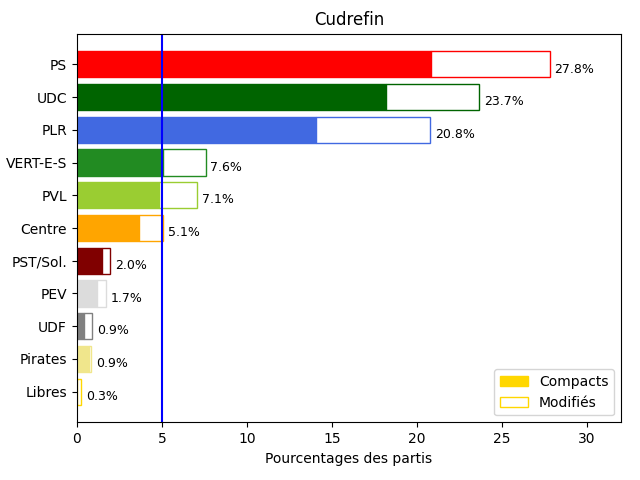 Cudrefin
PS 27.8%
UDC 23.7%
PLR 20.8%
VERT-E-S 7.6%
PVL 7.1%
Centre 5.1%
PST/Sol. 2.0%
PEV 1.7%
UDF 0.9%
Pirates 0.9%
Libres 0.3%
Compacts
Modifiés
0 5 10 15 20 25 30
Pourcentages des partis